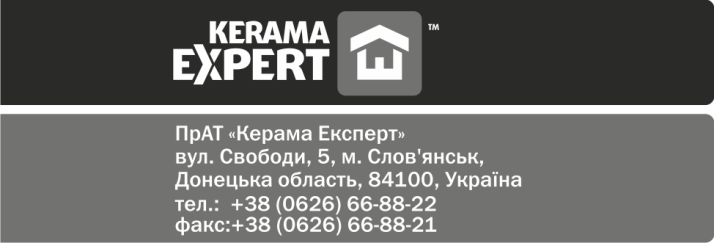 KERAMA
EXPERT
TM
ПрАТ «Керама Експерт»
вул. Свободи, 5, м. Слов'янськ,
Донецька область, 84100, Україна
тел.: +38 (0626) 66-88-22
факс:+38 (0626) 66-88-21